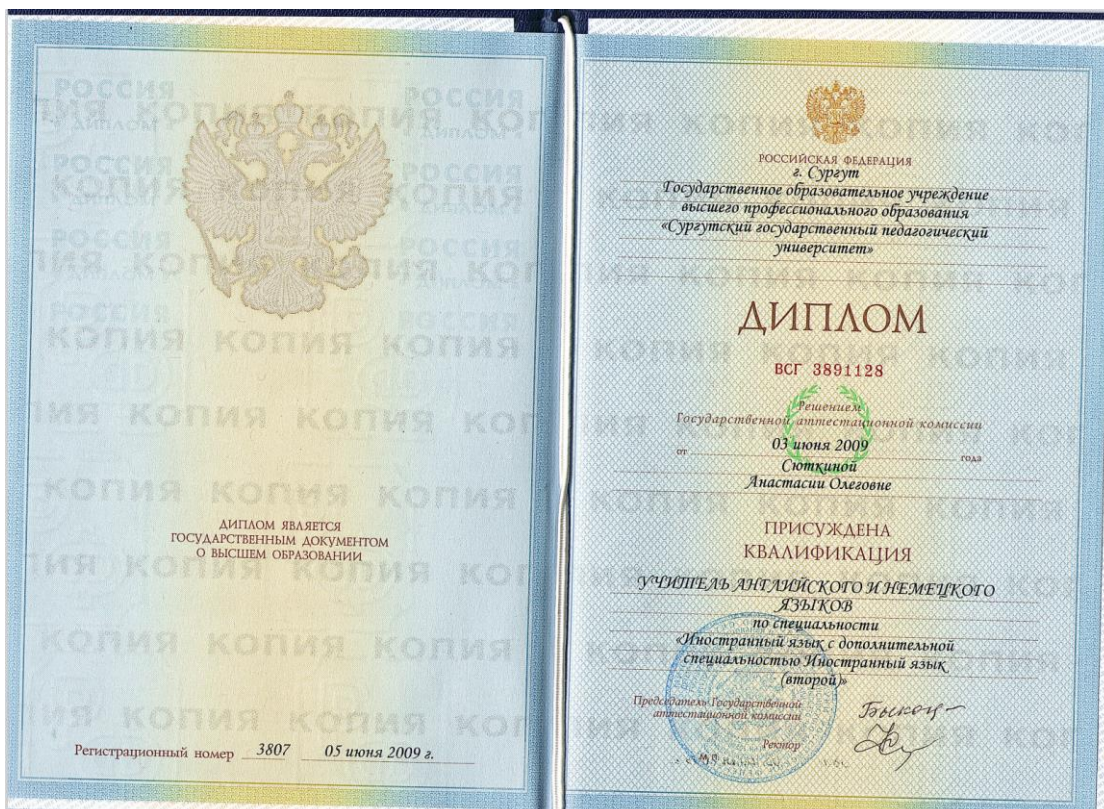 ДИПЛОМ ЯВЛЯЕТСЯ
ГОСУДАРСТВЕННЫМ ДОКУМЕНТОМ
О ВЫСШЕМ ОБРАЗОВАНИИ
Регистрационный номер 3807 05 июня 2009 г.
РОССИЙСКАЯ ФЕДЕРАЦИЯ
г. Сургут
Государственное образовательное учреждение
высшего профессионального образования
«Сургутский государственный педагогический
университет»
ДИПЛОМ
ВСГ 3891128
Решением
Государственной аттестационной комиссии
от 03 июня 2009 года
Сюткиной
Анастасии Олеговне
ПРИСУЖДЕНА
КВАЛИФИКАЦИЯ
УЧИТЕЛЬ АНГЛИЙСКОГО И НЕМЕЦКОГО
ЯЗЫКОВ
по специальности
«Иностранный язык с дополнительной
специальностью Иностранный язык
(второй)»
Председатель Государственной
аттестационной комиссии
Ректор
М.П.
РОССИЯ
ДИПЛОМ
КОПИЯ КОПИЯ КОПИЯ